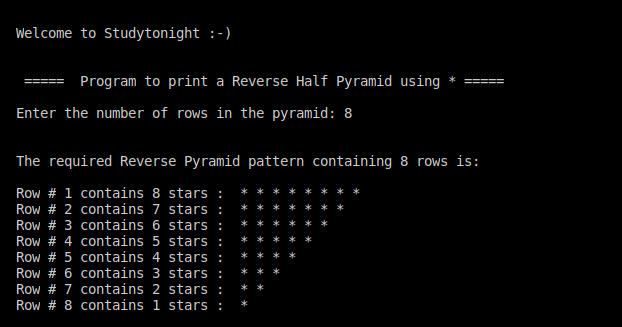 Welcome to Studytonight :-)
===== Program to print a Reverse Half Pyramid using * =====
Enter the number of rows in the pyramid: 8
The required Reverse Pyramid pattern containing 8 rows is:
Row # 1 contains 8 stars : * * * * * * * *
Row # 2 contains 7 stars : * * * * * * *
Row # 3 contains 6 stars : * * * * * *
Row # 4 contains 5 stars : * * * * *
Row # 5 contains 4 stars : * * * *
Row # 6 contains 3 stars : * * *
Row # 7 contains 2 stars : * *
Row # 8 contains 1 stars : *